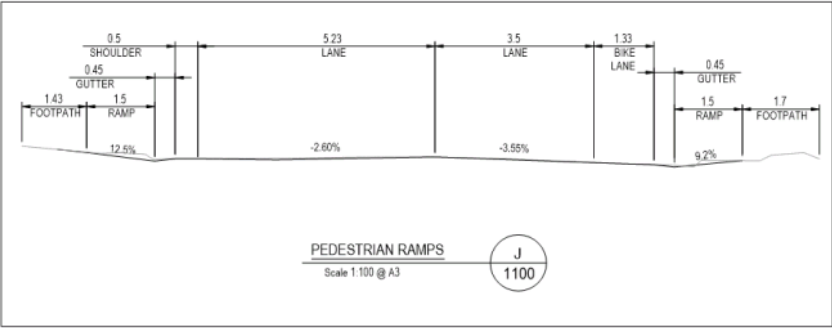 0.5
SHOULDER
5.23
LANE
3.5
LANE
1.33
BIKE
LANE
0.45
GUTTER
0.45
GUTTER
1.43
FOOTPATH
1.5
RAMP
1.5
RAMP
1.7
FOOTPATH
12.5%
-2.60%
-3.55%
9.2%
PEDESTRIAN RAMPS
Scale 1:100 @ A3
J
1100